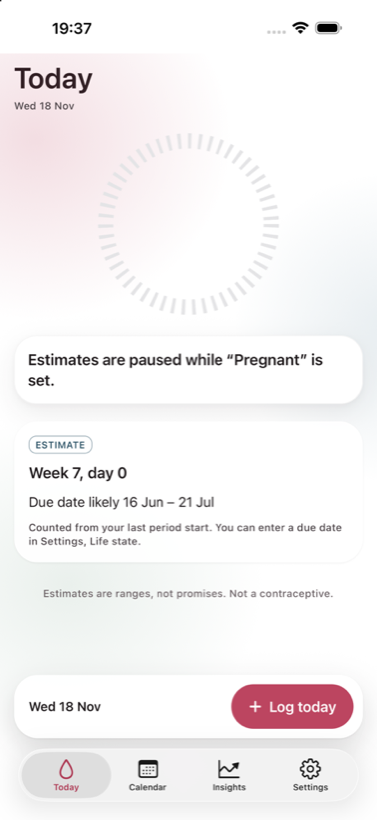 19:37
Today
Wed 18 Nov
Estimates are paused while “Pregnant” is
set.
ESTIMATE
Week 7, day 0
Due date likely 16 Jun – 21 Jul
Counted from your last period start. You can enter a due date
in Settings, Life state.
Estimates are ranges, not promises. Not a contraceptive.
Wed 18 Nov
+ Log today
Today
Calendar
Insights
Settings